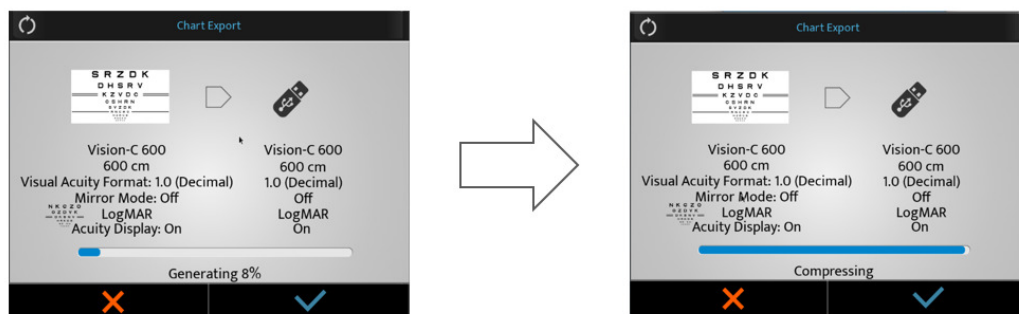 Chart Export
S R Z D K
D H S R V
K Z V D C
O S H R N
Vision-C 600
600 cm
Visual Acuity Format: 1.0 (Decimal)
Mirror Mode: Off
N K C Z O
LogMAR
Acuity Display: On
Vision-C 600
600 cm
1.0 (Decimal)
Off
LogMAR
On
Generating 8%
Chart Export
S R Z D K
D H S R V
K Z V D C
O S H R N
Vision-C 600
600 cm
Visual Acuity Format: 1.0 (Decimal)
Mirror Mode: Off
N K C Z O
LogMAR
Acuity Display: On
Vision-C 600
600 cm
1.0 (Decimal)
Off
LogMAR
On
Compressing